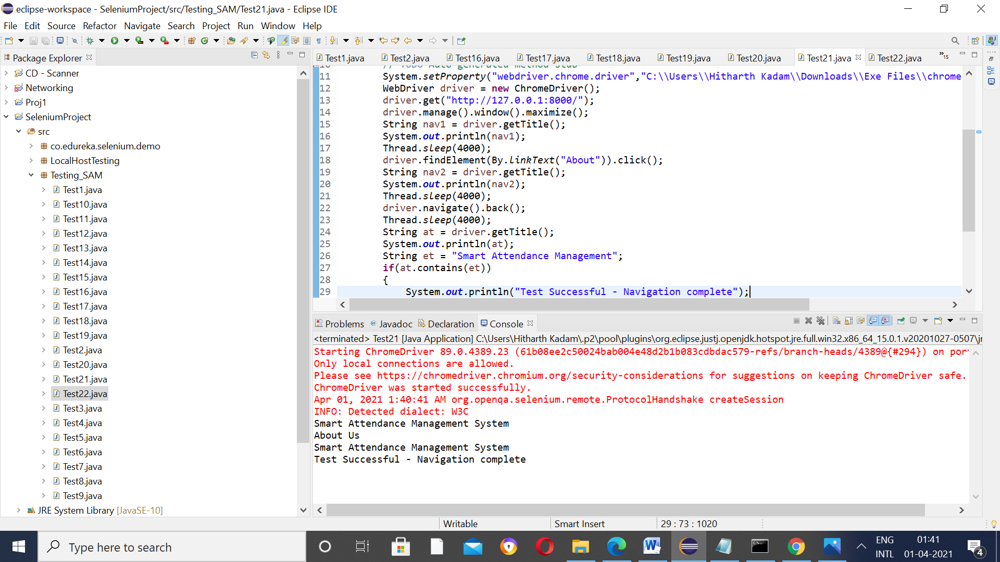 eclipse-workspace - SeleniumProject/src/Testing_SAM/Test21.java - Eclipse IDE
File Edit Source Refactor Navigate Search Project Run Window Help
Package Explorer
CD - Scanner
Networking
Proj1
SeleniumProject
src
co.edureka.selenium.demo
LocalHostTesting
Testing_SAM
Test1.java
Test10.java
Test11.java
Test12.java
Test13.java
Test14.java
Test15.java
Test16.java
Test17.java
Test18.java
Test19.java
Test2.java
Test20.java
Test21.java
Test22.java
Test3.java
Test4.java
Test5.java
Test6.java
Test7.java
Test8.java
Test9.java
JRE System Library [JavaSE-10]
Test1.java Test2.java Test16.java Test17.java Test18.java Test19.java Test20.java Test21.java Test22.java »15
10 // TODO Auto-generated method stub
11 System.setProperty("webdriver.chrome.driver","C:\\Users\\Hitharth Kadam\\Downloads\\Exe Files\\chrome
12 WebDriver driver = new ChromeDriver();
13 driver.get("http://127.0.0.1:8000/");
14 driver.manage().window().maximize();
15 String nav1 = driver.getTitle();
16 System.out.println(nav1);
17 Thread.sleep(4000);
18 driver.findElement(By.linkText("About")).click();
19 String nav2 = driver.getTitle();
20 System.out.println(nav2);
21 Thread.sleep(4000);
22 driver.navigate().back();
23 Thread.sleep(4000);
24 String at = driver.getTitle();
25 System.out.println(at);
26 String et = "Smart Attendance Management";
27 if(at.contains(et))
28 {
29 System.out.println("Test Successful - Navigation complete");
Problems @ Javadoc Declaration Console
<terminated> Test21 [Java Application] C:\Users\Hitharth Kadam\.p2\pool\plugins\org.eclipse.justj.openjdk.hotspot.jre.full.win32.x86_64_15.0.1.v20201027-0507\jr
Starting ChromeDriver 89.0.4389.23 (61b08ee2c50024bab004e48d2b1b083cdbdac579-refs/branch-heads/4389@{#294}) on port
Only local connections are allowed.
Please see https://chromedriver.chromium.org/security-considerations for suggestions on keeping ChromeDriver safe.
ChromeDriver was started successfully.
Apr 01, 2021 1:40:41 AM org.openqa.selenium.remote.ProtocolHandshake createSession
INFO: Detected dialect: W3C
Smart Attendance Management System
About Us
Smart Attendance Management System
Test Successful - Navigation complete
Writable Smart Insert 29 : 73 : 1020
Type here to search
ENG
INTL
01:41
01-04-2021
4